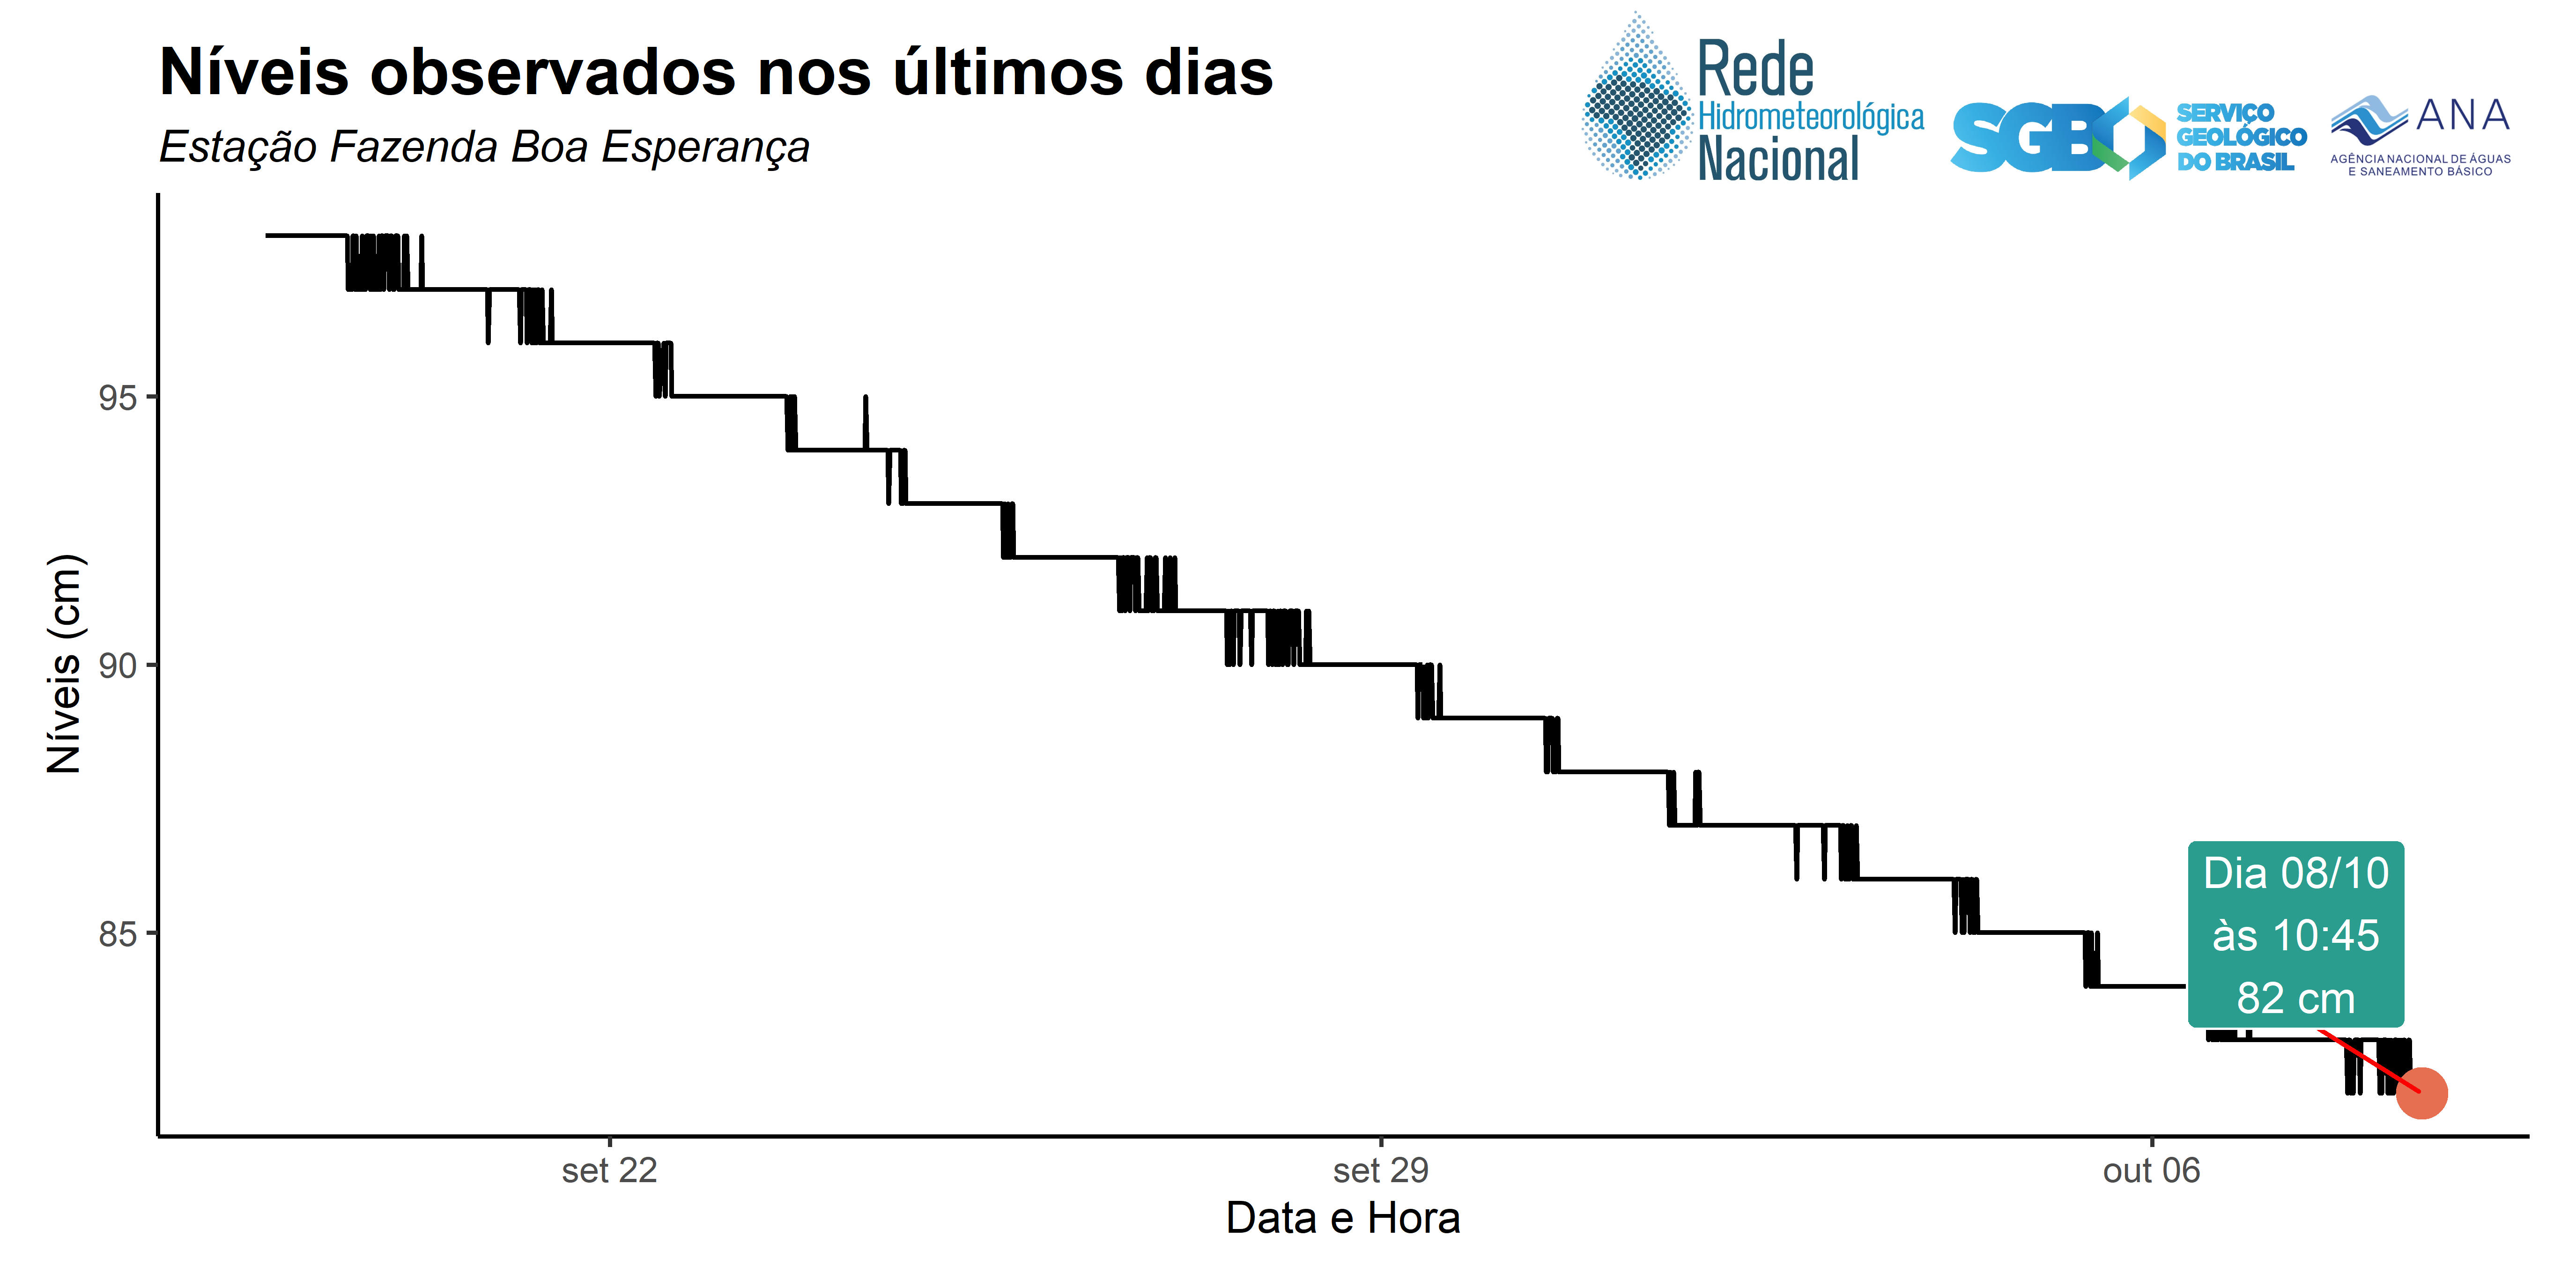 Níveis observados nos últimos dias
Estação Fazenda Boa Esperança
Rede
Hidrometeorológica
Nacional
SGB
SERVIÇO
GEOLÓGICO
DO BRASIL
ANA
AGÊNCIA NACIONAL DE ÁGUAS
E SANEAMENTO BÁSICO
Níveis (cm)
95
90
85
Dia 08/10
às 10:45
82 cm
set 22
set 29
out 06
Data e Hora